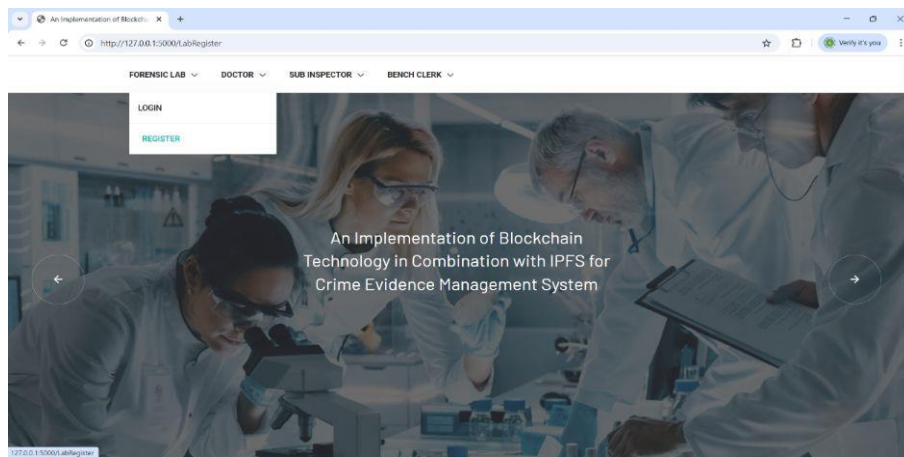 An Implementation of Blockch
http://127.0.0.1:5000/LabRegister
Verify it's you
FORENSIC LAB
DOCTOR
SUB INSPECTOR
BENCH CLERK
LOGIN
REGISTER
An Implementation of Blockchain
Technology in Combination with IPFS for
Crime Evidence Management System
127.0.0.1:5000/LabRegister